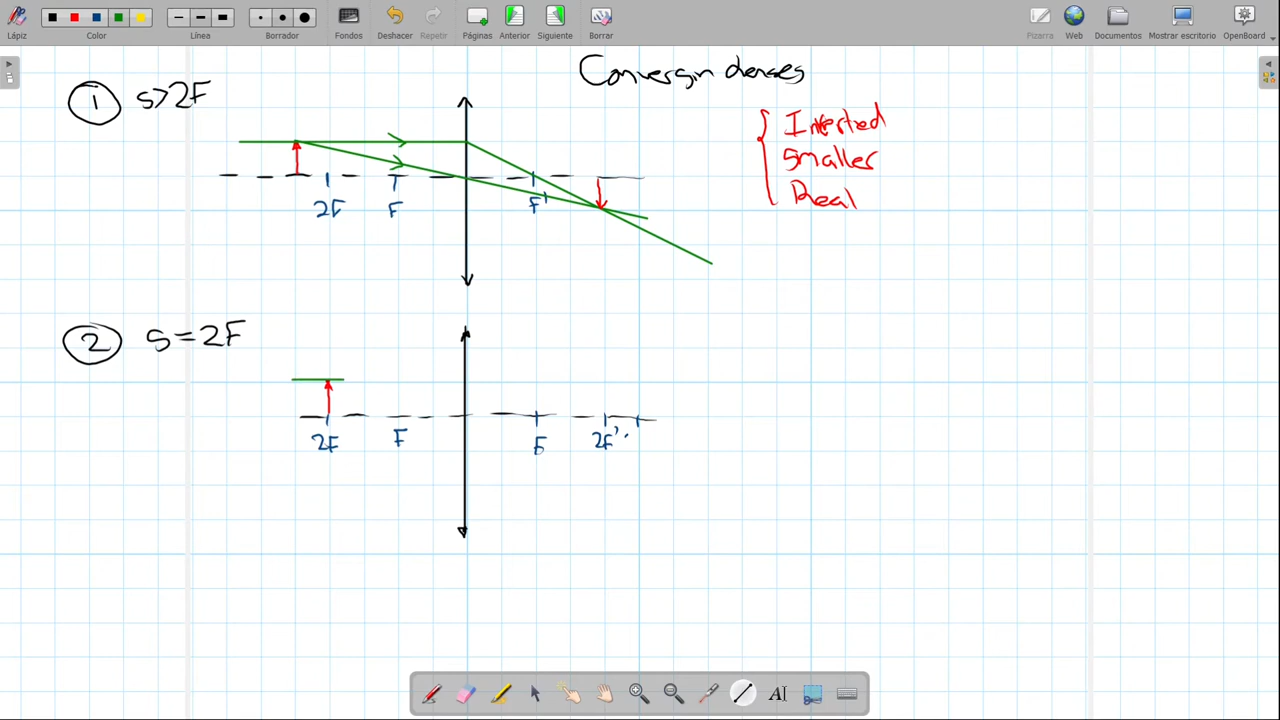 Lápiz Color Línea Borrador Fondos Deshacer Repetir Páginas Anterior Siguiente Borrar Pizarra Web Documentos Mostrar escritorio OpenBoard
Convergin lenses
1 s>2F
Inverted
Smaller
Real
2F F F'
2 s=2F
2F F F 2F'